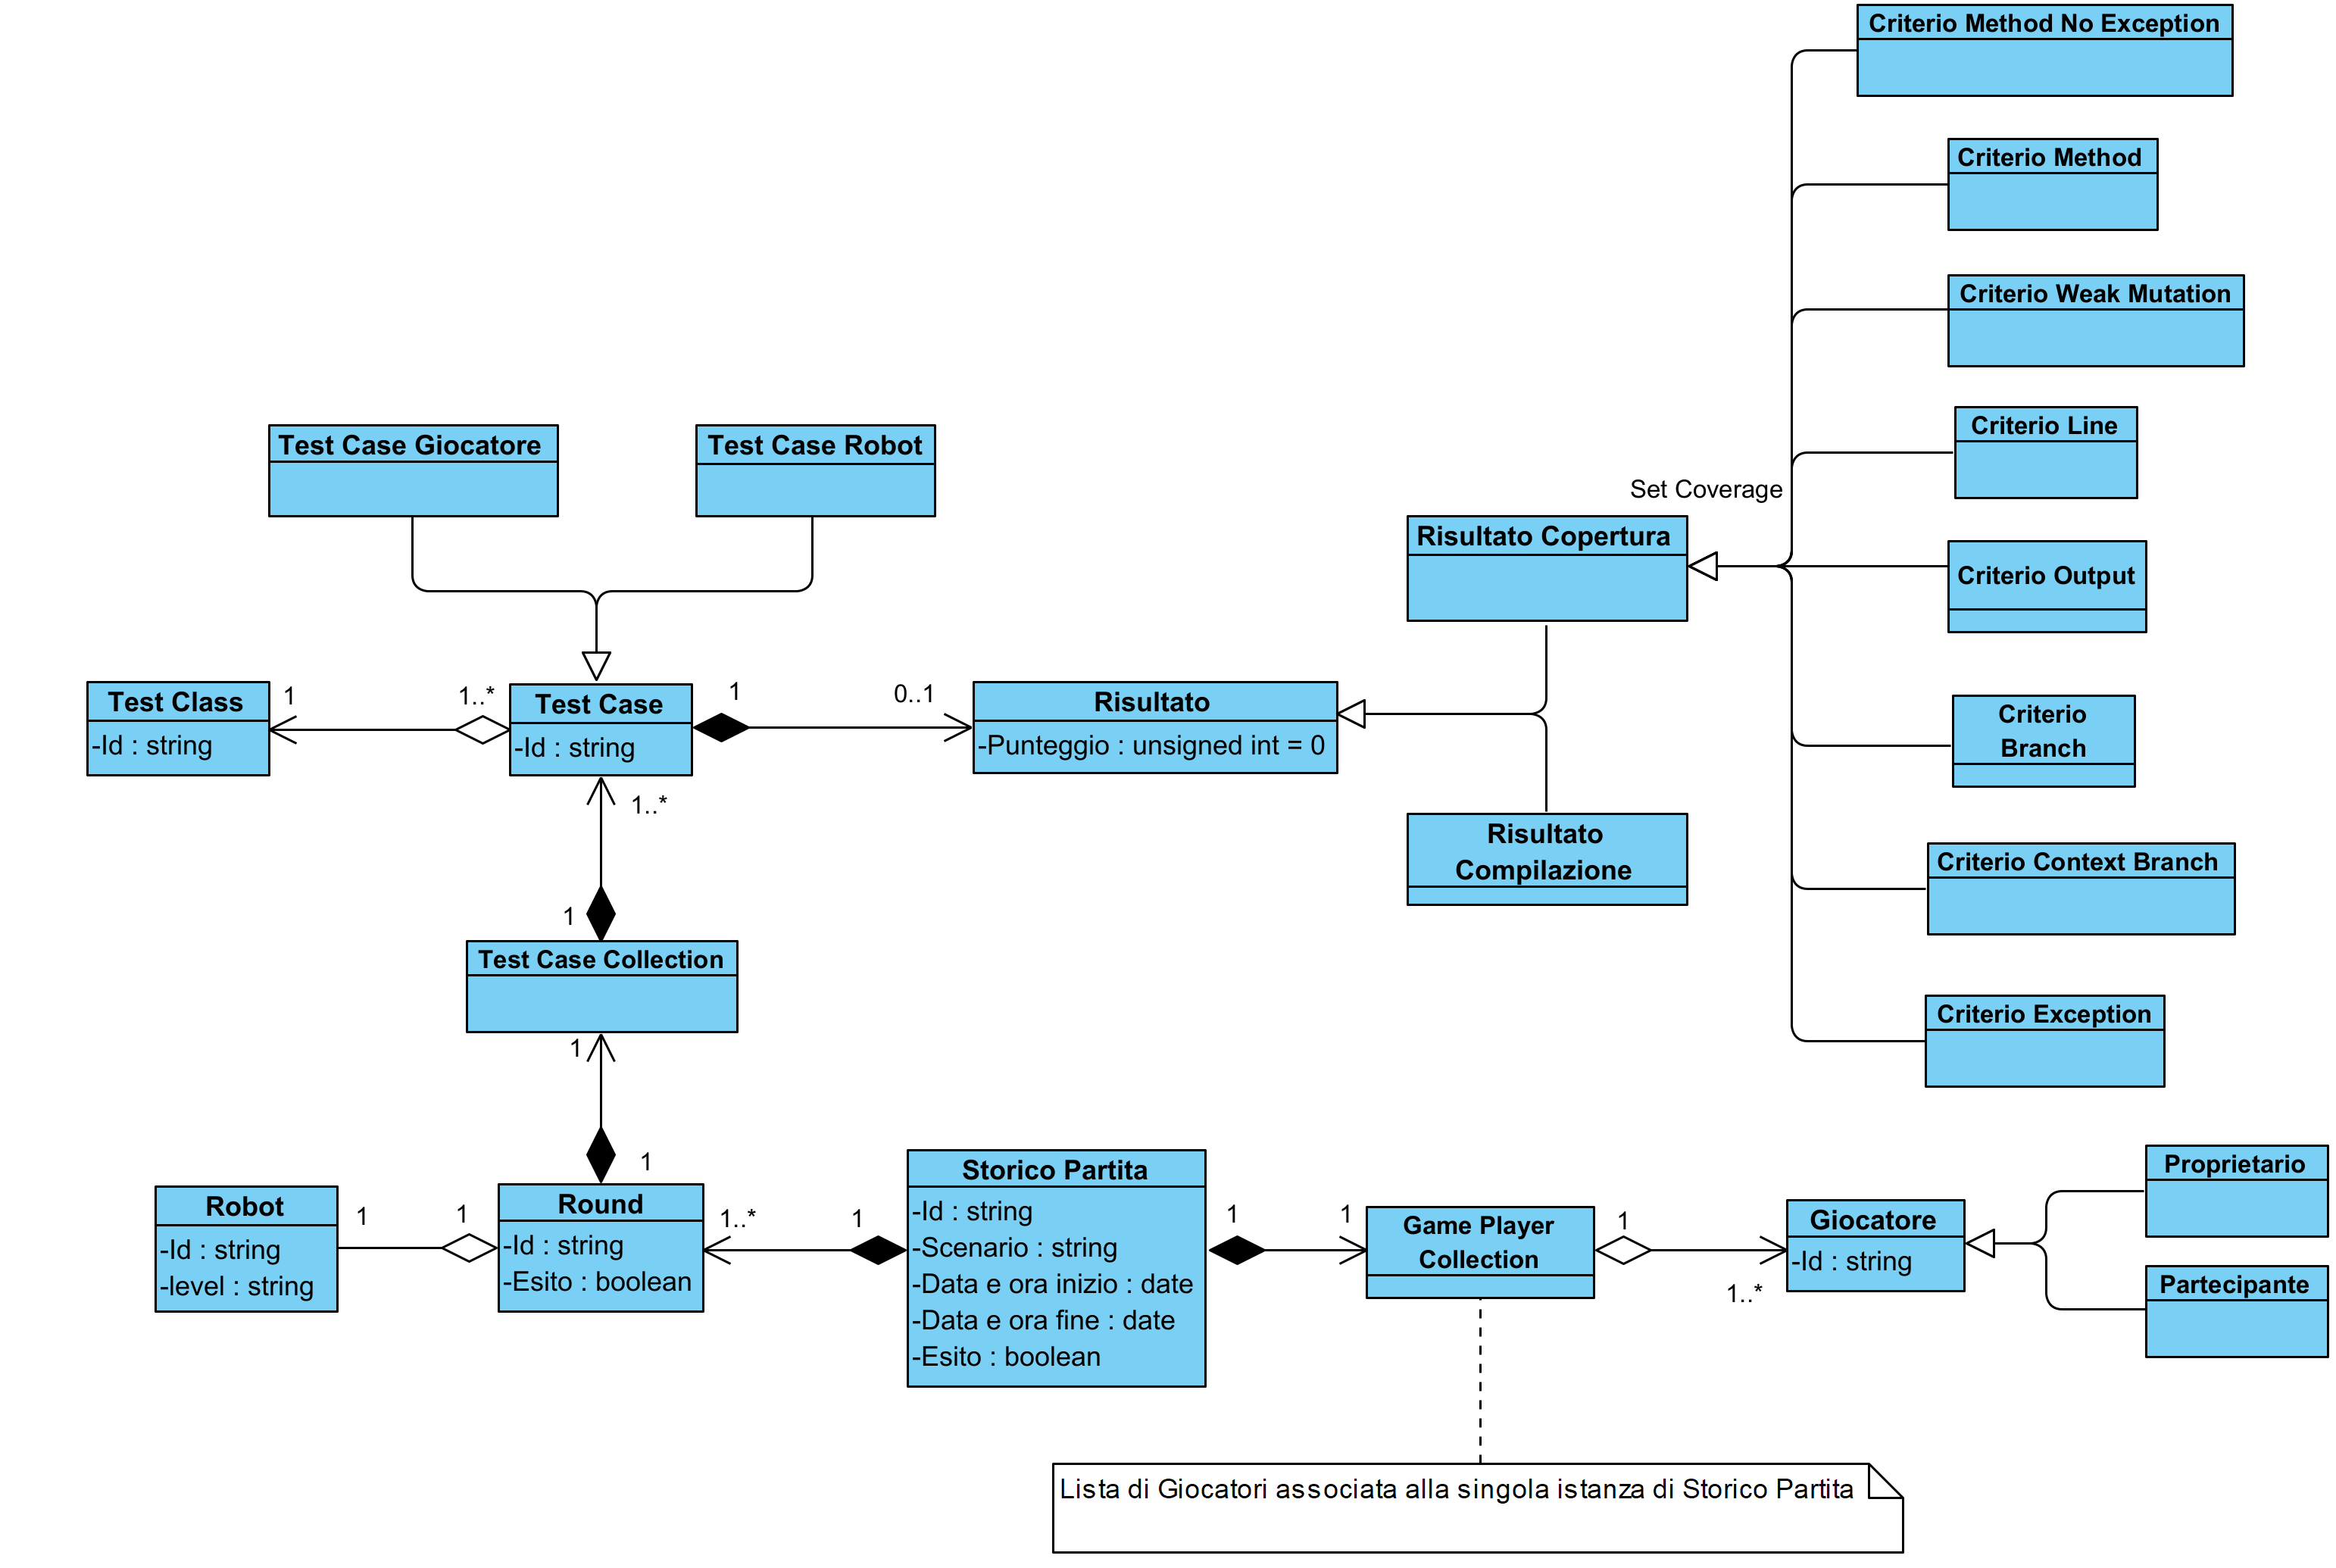 Criterio Method No Exception
Criterio Method
Criterio Weak Mutation
Criterio Line
Set Coverage
Criterio Output
Criterio
Branch
Criterio Context Branch
Criterio Exception
Test Case Giocatore
Test Case Robot
Risultato Copertura
Test Class
-Id : string
1
1..*
Test Case
-Id : string
1
0..1
Risultato
-Punteggio : unsigned int = 0
Risultato
Compilazione
1..*
1
Test Case Collection
1
1
Robot
-Id : string
-level : string
1
1
Round
-Id : string
-Esito : boolean
1..*
1
Storico Partita
-Id : string
-Scenario : string
-Data e ora inizio : date
-Data e ora fine : date
-Esito : boolean
1
1
Game Player
Collection
1
1..*
Giocatore
-Id : string
Proprietario
Partecipante
Lista di Giocatori associata alla singola istanza di Storico Partita